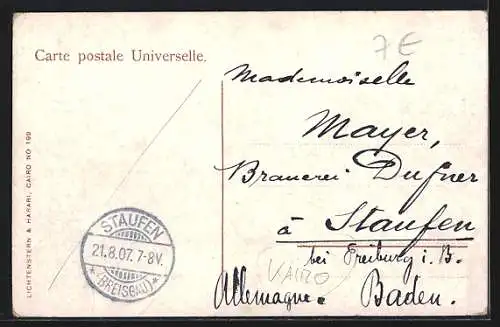 7€
Carte postale Universelle.
Mademoiselle
Mayer,
Brauerei Dufner
à Staufen
bei Freiburg i. B.
KAIRO
Allemagne. Baden.
STAUFEN
21.8.07. 7-8V.
* (BREISGAU) *
LICHTENSTERN & HARARI, CAIRO NO 199